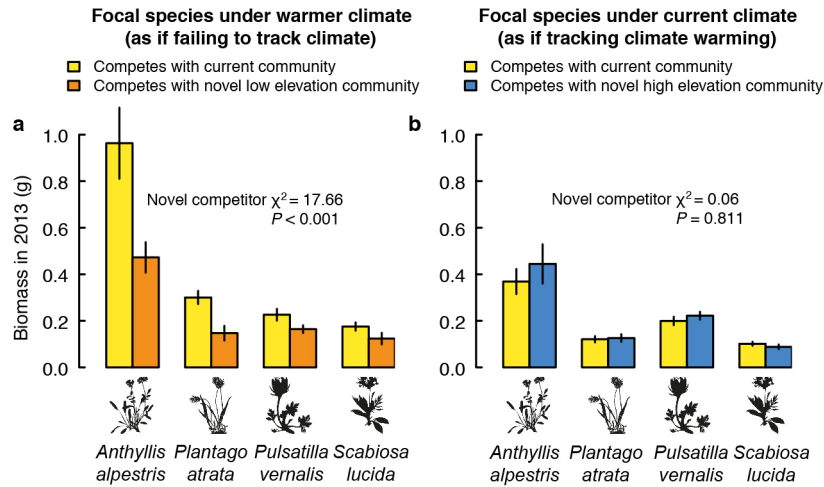 Focal species under warmer climate
(as if failing to track climate)
Competes with current community
Competes with novel low elevation community
a
Biomass in 2013 (g)
1.0
0.8
0.6
0.4
0.2
0.0
Novel competitor χ² = 17.66
P < 0.001
Anthyllis alpestris
Plantago atrata
Pulsatilla vernalis
Scabiosa lucida
Focal species under current climate
(as if tracking climate warming)
Competes with current community
Competes with novel high elevation community
b
1.0
0.8
0.6
0.4
0.2
0.0
Novel competitor χ² = 0.06
P = 0.811
Anthyllis alpestris
Plantago atrata
Pulsatilla vernalis
Scabiosa lucida